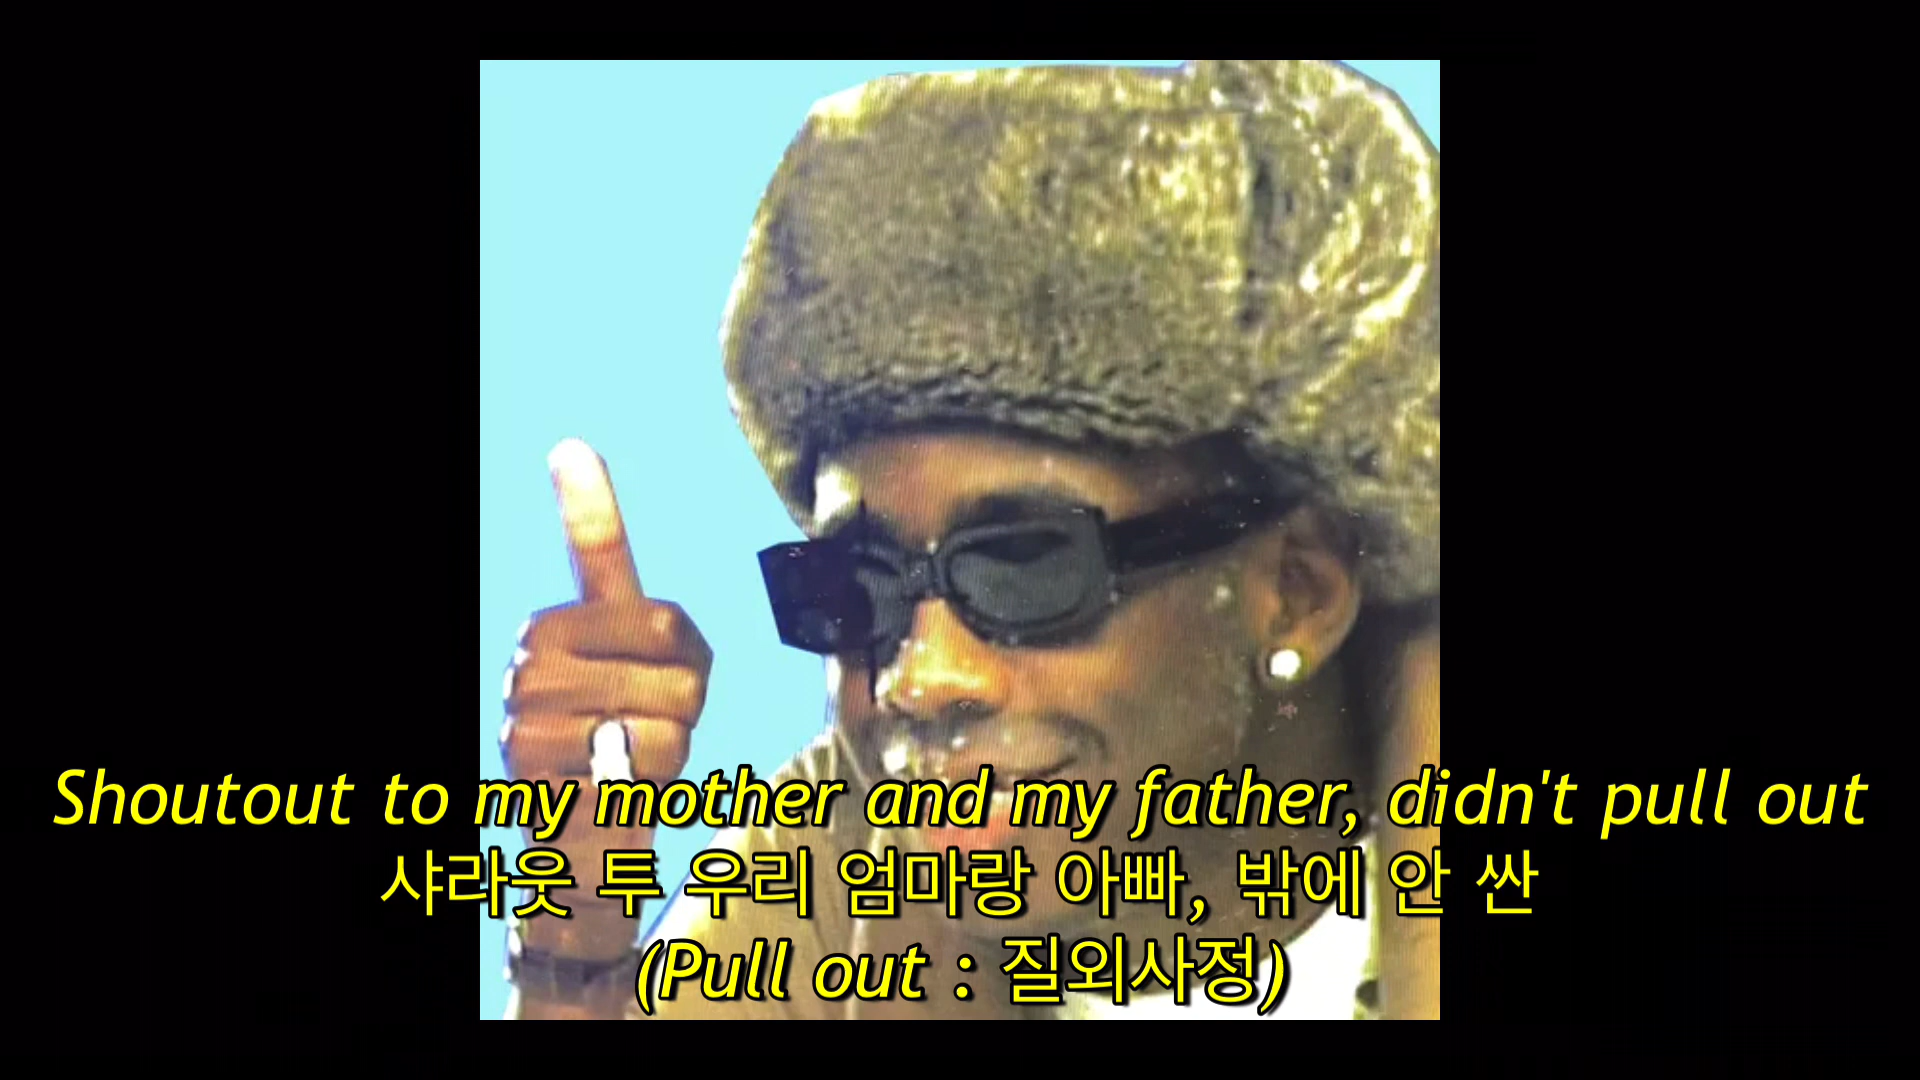 Shoutout to my mother and my father, didn't pull out
샤라웃 투 우리 엄마랑 아빠, 밖에 안 싼
(Pull out : 질외사정)